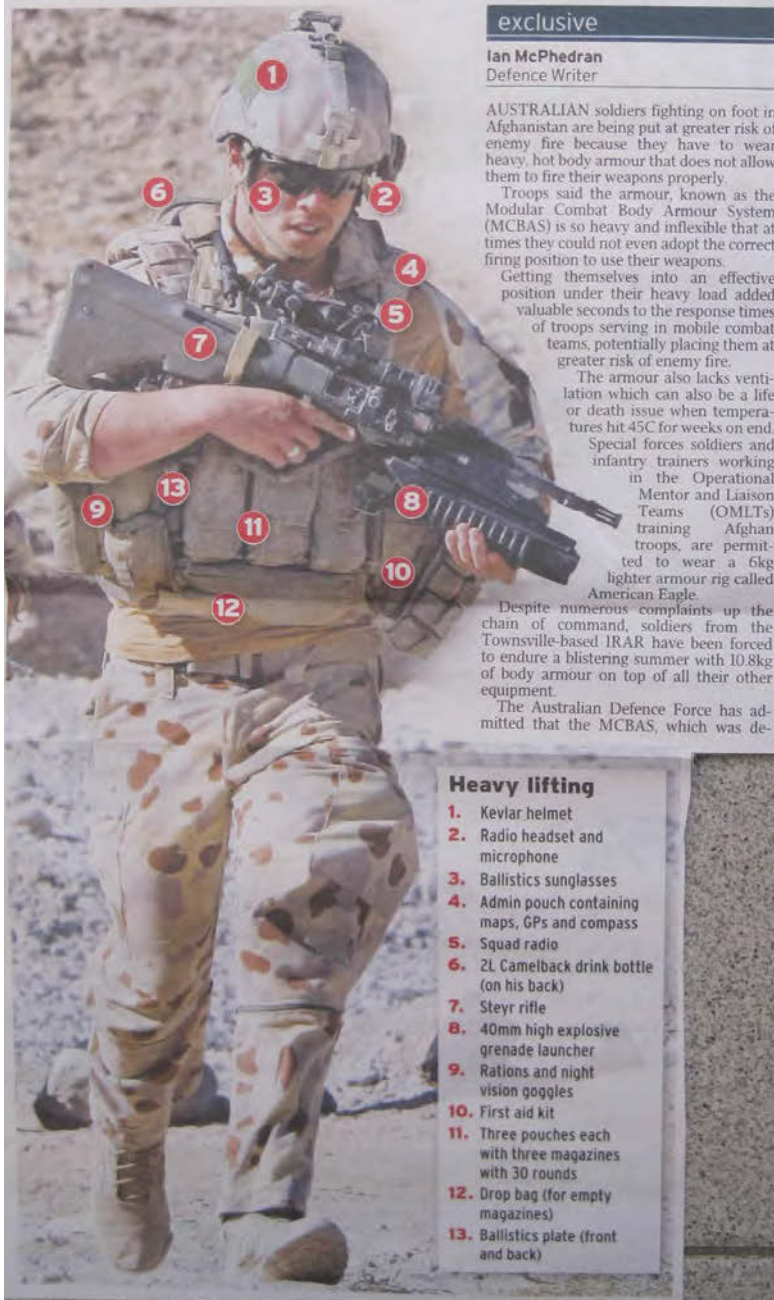 exclusive
Ian McPhedran
Defence Writer
AUSTRALIAN soldiers fighting on foot in
Afghanistan are being put at greater risk of
enemy fire because they have to wear
heavy, hot body armour that does not allow
them to fire their weapons properly.
Troops said the armour, known as the
Modular Combat Body Armour System
(MCBAS) is so heavy and inflexible that at
times they could not even adopt the correct
firing position to use their weapons.
Getting themselves into an effective
position under their heavy load added
valuable seconds to the response times
of troops serving in mobile combat
teams, potentially placing them at
greater risk of enemy fire.
The armour also lacks venti-
lation which can also be a life
or death issue when tempera-
tures hit 45C for weeks on end.
Special forces soldiers and
infantry trainers working
in the Operational
Mentor and Liaison
Teams (OMLTs)
training Afghan
troops, are permit-
ted to wear a 6kg
lighter armour rig called
American Eagle.
Despite numerous complaints up the
chain of command, soldiers from the
Townsville-based 1RAR have been forced
to endure a blistering summer with 10.8kg
of body armour on top of all their other
equipment.
The Australian Defence Force has ad-
mitted that the MCBAS, which was de-
1
6
3
2
4
5
7
13
9
8
11
10
12
Heavy lifting
1. Kevlar helmet
2. Radio headset and
microphone
3. Ballistics sunglasses
4. Admin pouch containing
maps, GPs and compass
5. Squad radio
6. 2L Camelback drink bottle
(on his back)
7. Steyr rifle
8. 40mm high explosive
grenade launcher
9. Rations and night
vision goggles
10. First aid kit
11. Three pouches each
with three magazines
with 30 rounds
12. Drop bag (for empty
magazines)
13. Ballistics plate (front
and back)